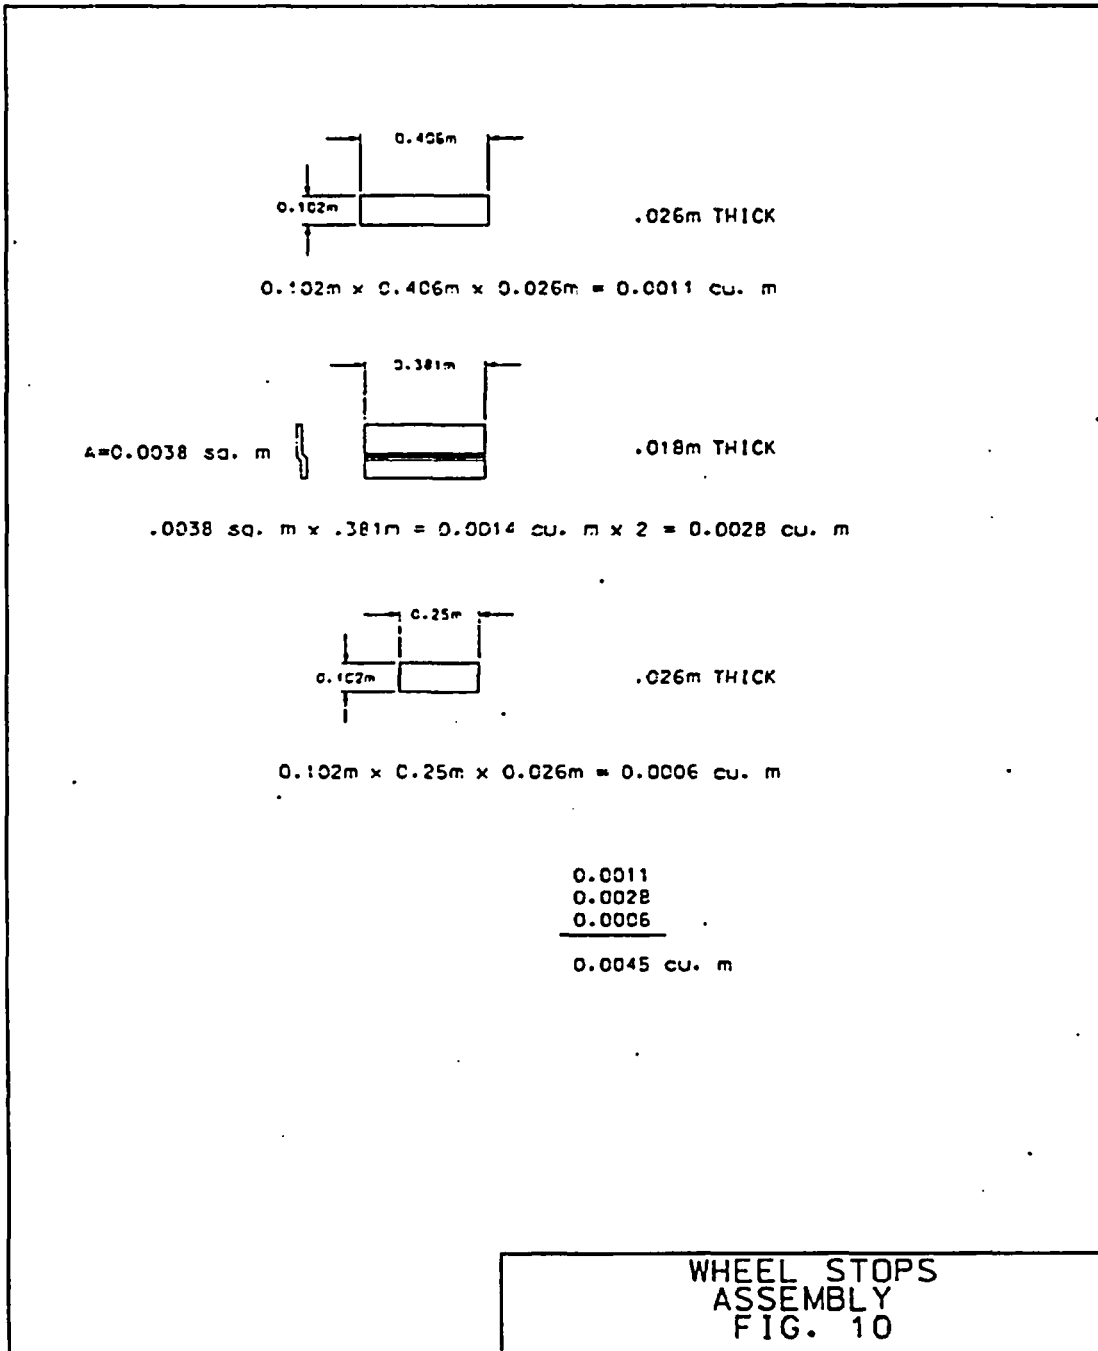 0.406m
0.102m
.026m THICK
0.102m x 0.406m x 0.026m = 0.0011 cu. m
0.381m
A=0.0038 sq. m
.018m THICK
.0038 sq. m x .381m = 0.0014 cu. m x 2 = 0.0028 cu. m
0.25m
0.102m
.026m THICK
0.102m x 0.25m x 0.026m = 0.0006 cu. m
0.0011
0.0028
0.0006
0.0045 cu. m
WHEEL STOPS
ASSEMBLY
FIG. 10